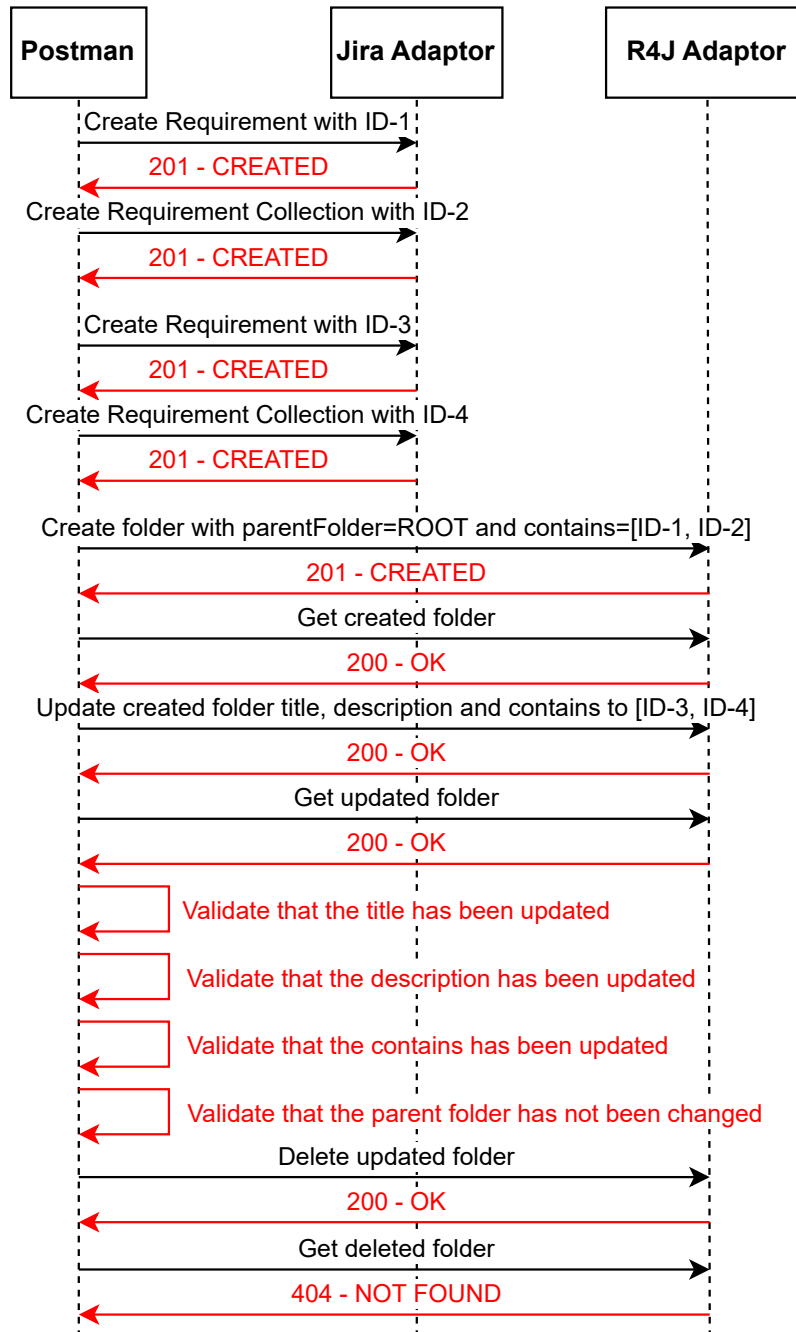 Postman
Jira Adaptor
R4J Adaptor
Create Requirement with ID-1
201 - CREATED
Create Requirement Collection with ID-2
201 - CREATED
Create Requirement with ID-3
201 - CREATED
Create Requirement Collection with ID-4
201 - CREATED
Create folder with parentFolder=ROOT and contains=[ID-1, ID-2]
201 - CREATED
Get created folder
200 - OK
Update created folder title, description and contains to [ID-3, ID-4]
200 - OK
Get updated folder
200 - OK
Validate that the title has been updated
Validate that the description has been updated
Validate that the contains has been updated
Validate that the parent folder has not been changed
Delete updated folder
200 - OK
Get deleted folder
404 - NOT FOUND